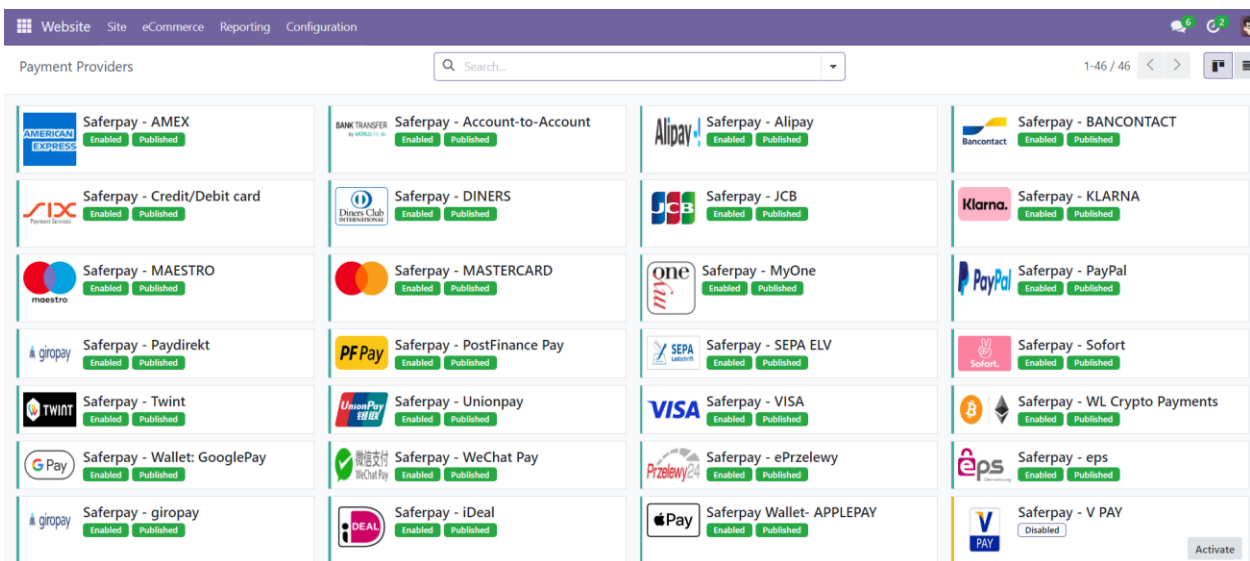 Website Site eCommerce Reporting Configuration 6 2
Payment Providers Search... 1-46 / 46
AMERICAN EXPRESS Saferpay - AMEX
Enabled Published
BANK TRANSFER Saferpay - Account-to-Account
Enabled Published
Alipay Saferpay - Alipay
Enabled Published
Bancontact Saferpay - BANCONTACT
Enabled Published
SIX Payment Services Saferpay - Credit/Debit card
Enabled Published
Diners Club INTERNATIONAL Saferpay - DINERS
Enabled Published
JCB Saferpay - JCB
Enabled Published
Klarna. Saferpay - KLARNA
Enabled Published
maestro Saferpay - MAESTRO
Enabled Published
Saferpay - MASTERCARD
Enabled Published
my one Saferpay - MyOne
Enabled Published
PayPal Saferpay - PayPal
Enabled Published
giropay Saferpay - Paydirekt
Enabled Published
PF Pay Saferpay - PostFinance Pay
Enabled Published
SEPA Lastschrift Saferpay - SEPA ELV
Enabled Published
Sofort. Saferpay - Sofort
Enabled Published
TWINT Saferpay - Twint
Enabled Published
UnionPay 银联 Saferpay - Unionpay
Enabled Published
VISA Saferpay - VISA
Enabled Published
Saferpay - WL Crypto Payments
Enabled Published
G Pay Saferpay - Wallet: GooglePay
Enabled Published
微信支付 WeChat Pay Saferpay - WeChat Pay
Enabled Published
Przelewy24 Saferpay - ePrzelewy
Enabled Published
eps Saferpay - eps
Enabled Published
giropay Saferpay - giropay
Enabled Published
iDEAL Saferpay - iDeal
Enabled Published
Pay Saferpay Wallet- APPLEPAY
Enabled Published
V PAY Saferpay - V PAY
Disabled
Activate